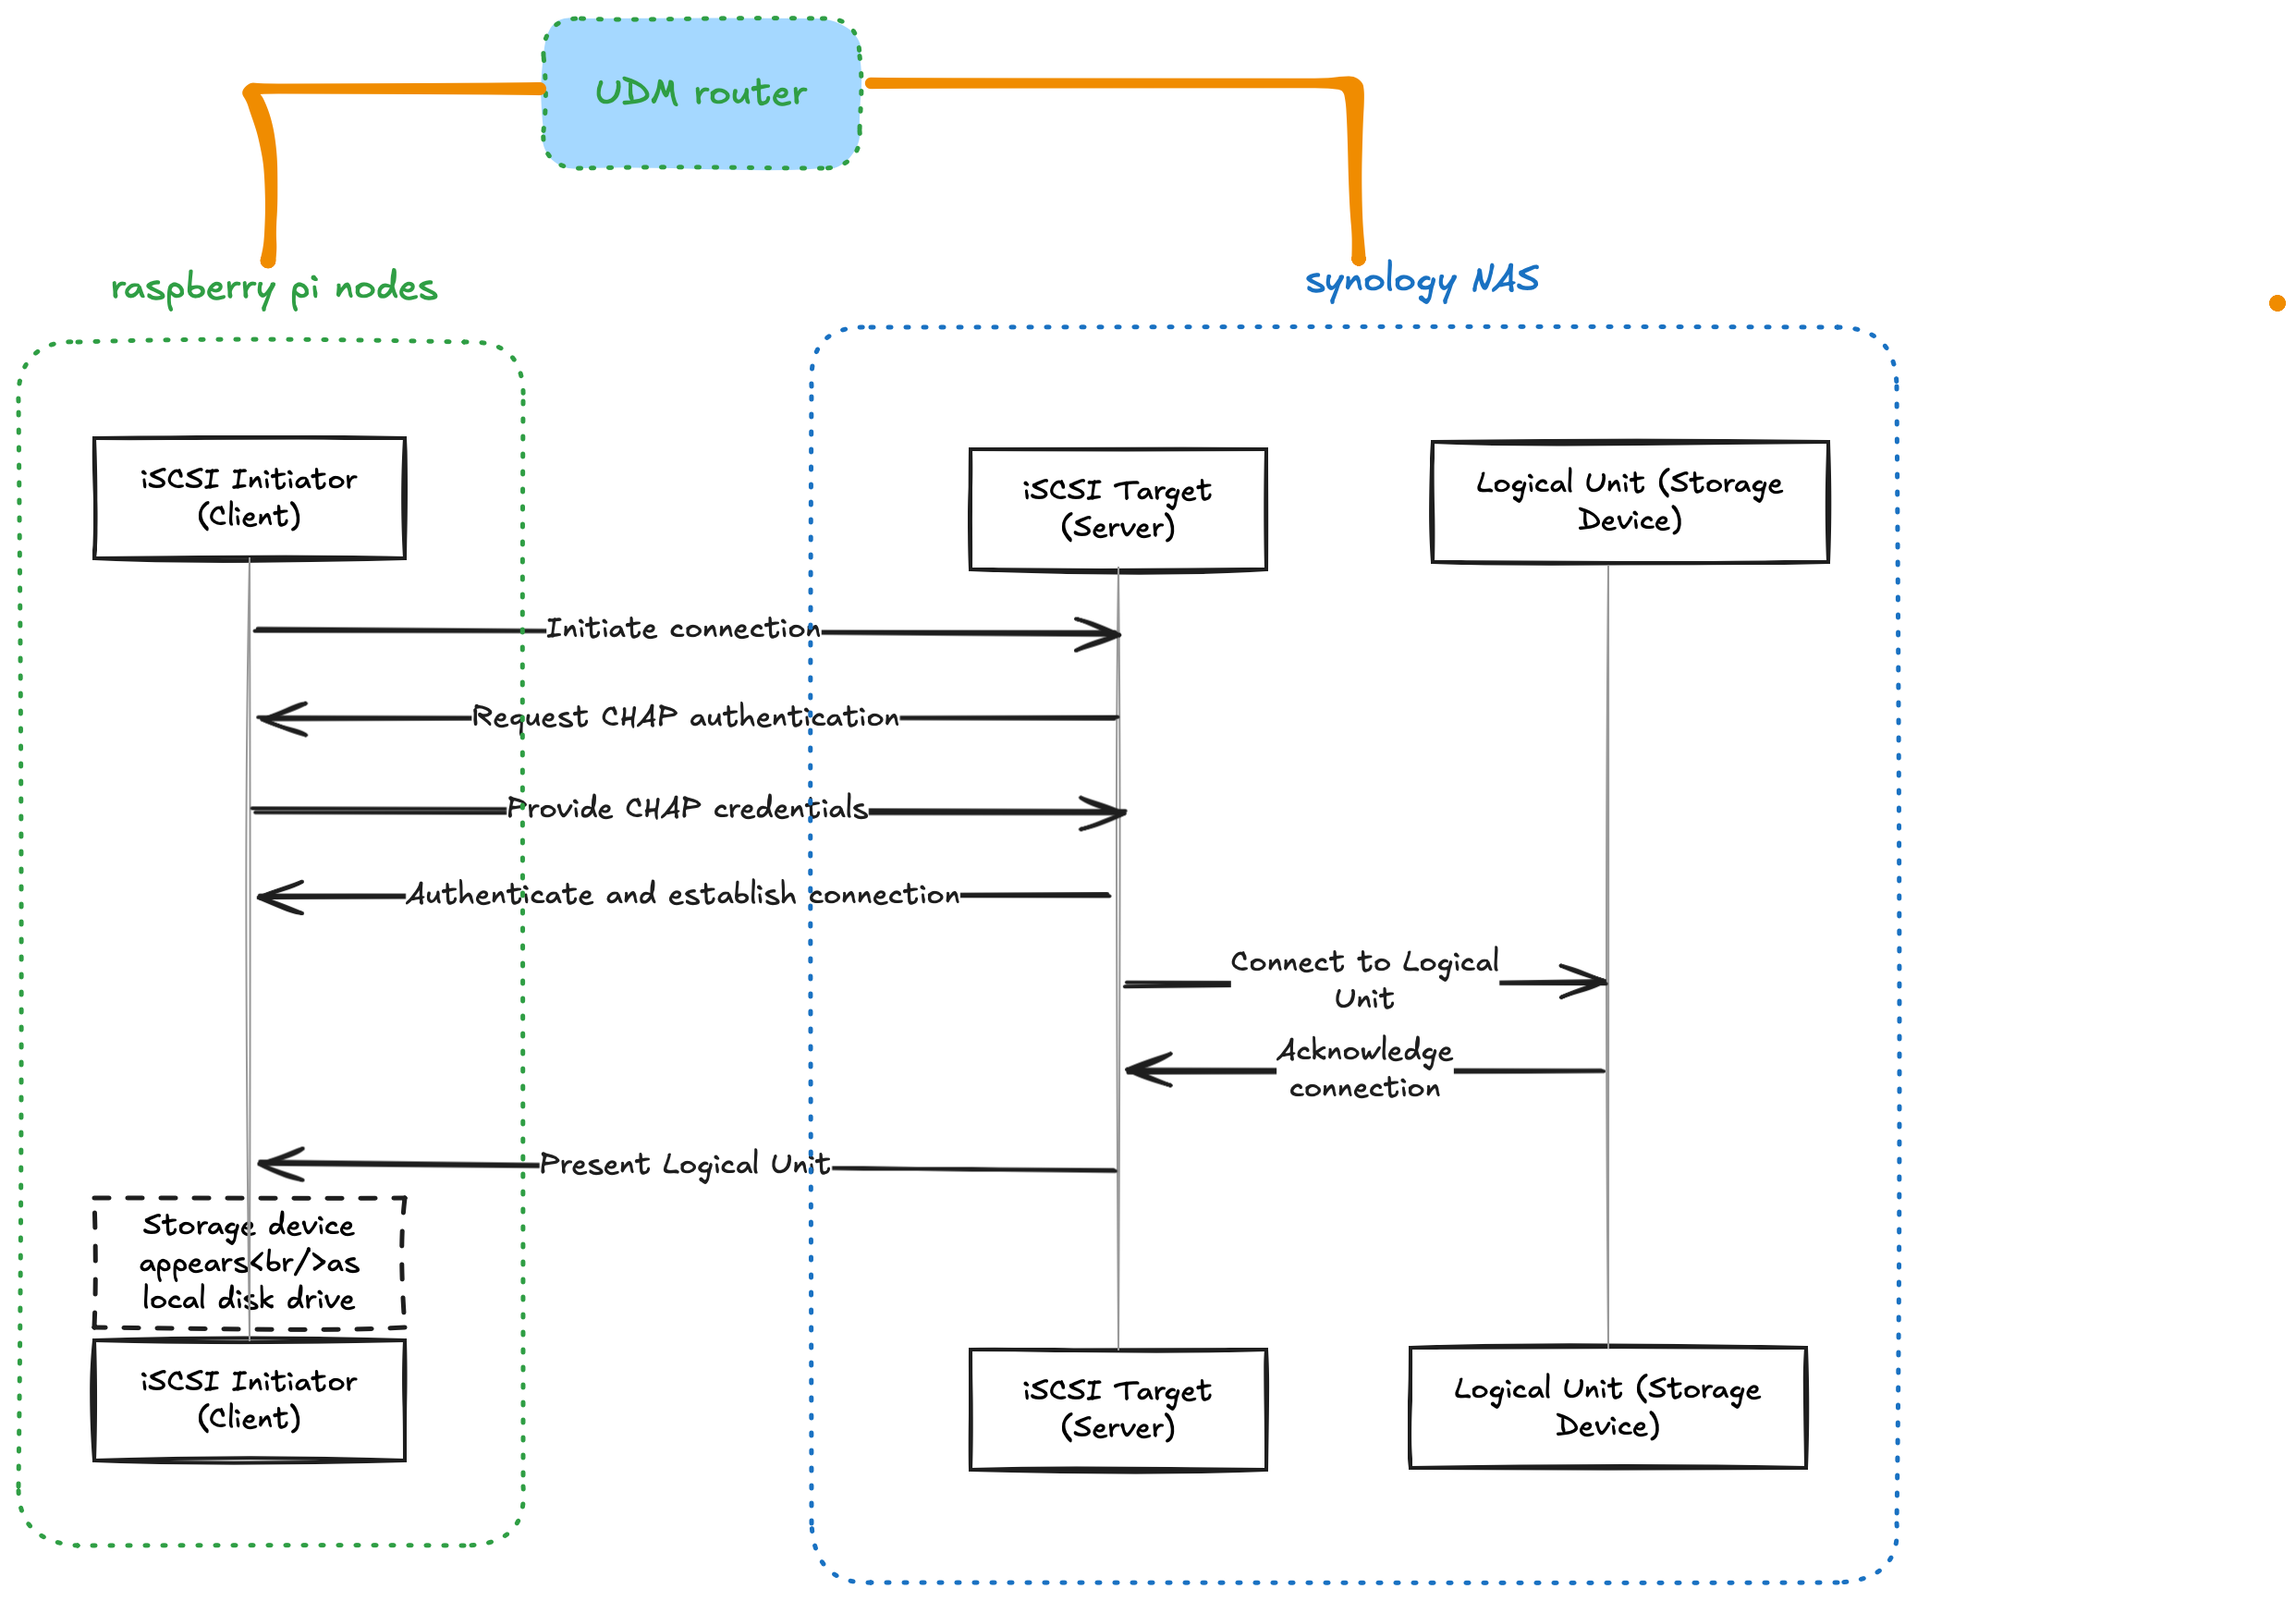 UDM router
raspberry pi nodes
synology NAS
iSCSI Initiator
(Client)
iSCSI Target
(Server)
Logical Unit (Storage
Device)
Initiate connection
Request CHAP authentication
Provide CHAP credentials
Authenticate and establish connection
Connect to Logical
Unit
Acknowledge
connection
Present Logical Unit
Storage device
appears<br/>as
local disk drive
iSCSI Initiator
(Client)
iSCSI Target
(Server)
Logical Unit (Storage
Device)